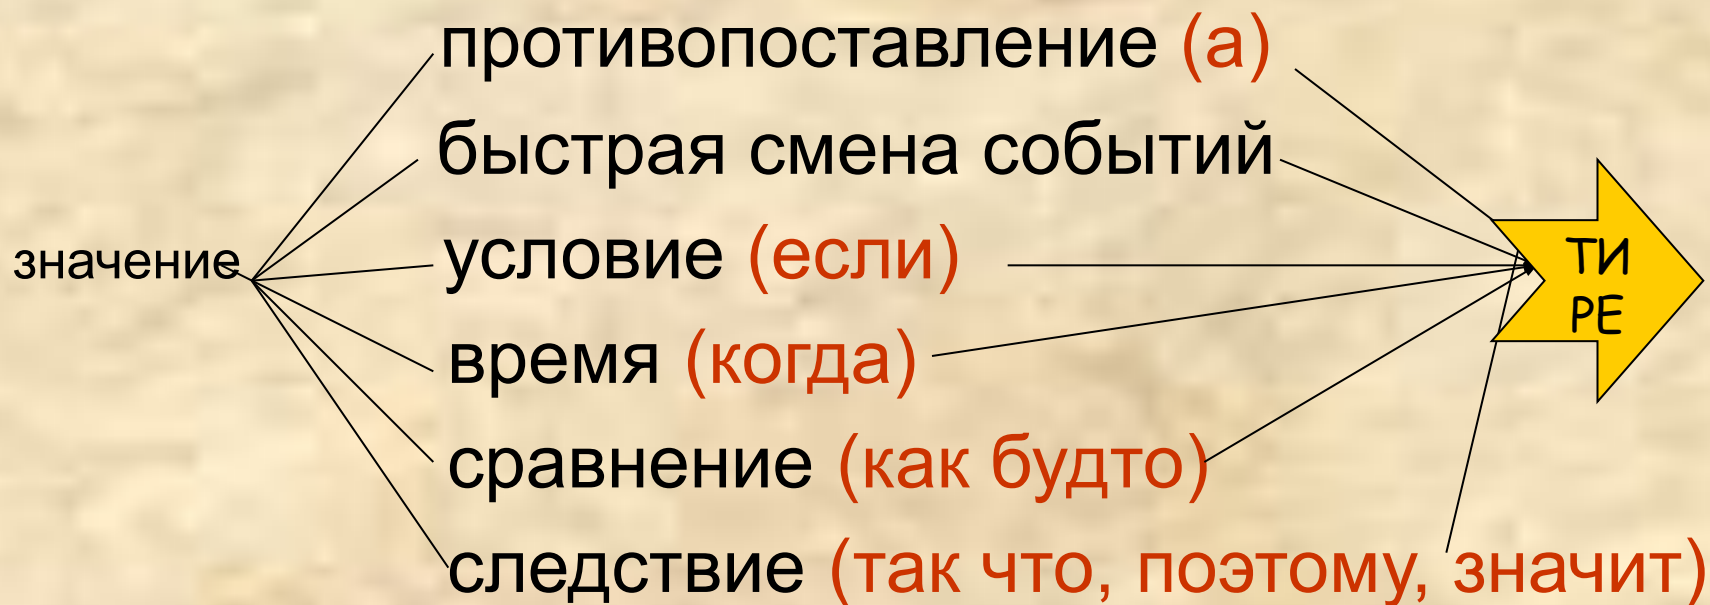 противопоставление (а)
быстрая смена событий
значение
условие (если)
время (когда)
сравнение (как будто)
следствие (так что, поэтому, значит)
ТИ
РЕ